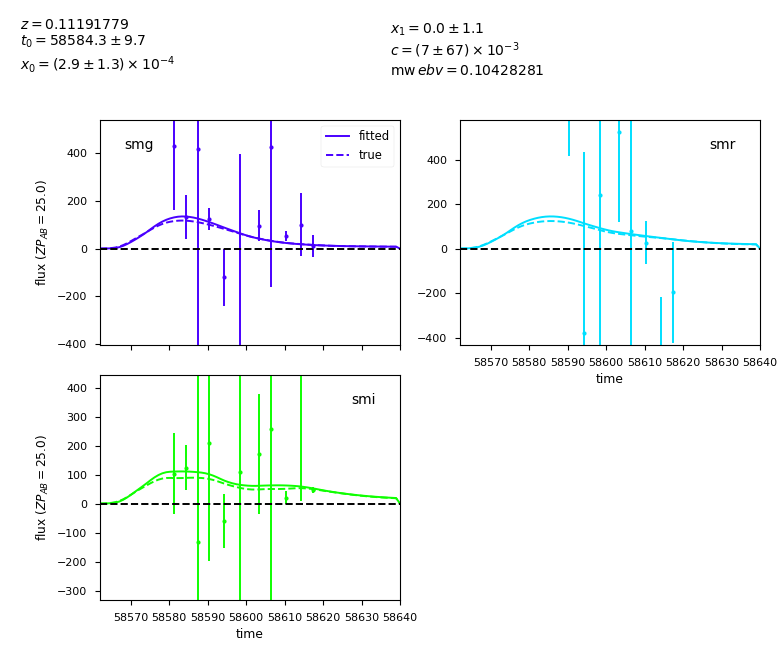 z = 0.11191779
t₀ = 58584.3 ± 9.7
x₀ = (2.9 ± 1.3) × 10⁻⁴
x₁ = 0.0 ± 1.1
c = (7 ± 67) × 10⁻³
mw ebv = 0.10428281
smg
fitted
true
400
200
0
−200
−400
flux (ZP_AB = 25.0)
smr
400
200
0
−200
−400
58570 58580 58590 58600 58610 58620 58630 58640
time
smi
400
300
200
100
0
−100
−200
−300
flux (ZP_AB = 25.0)
58570 58580 58590 58600 58610 58620 58630 58640
time